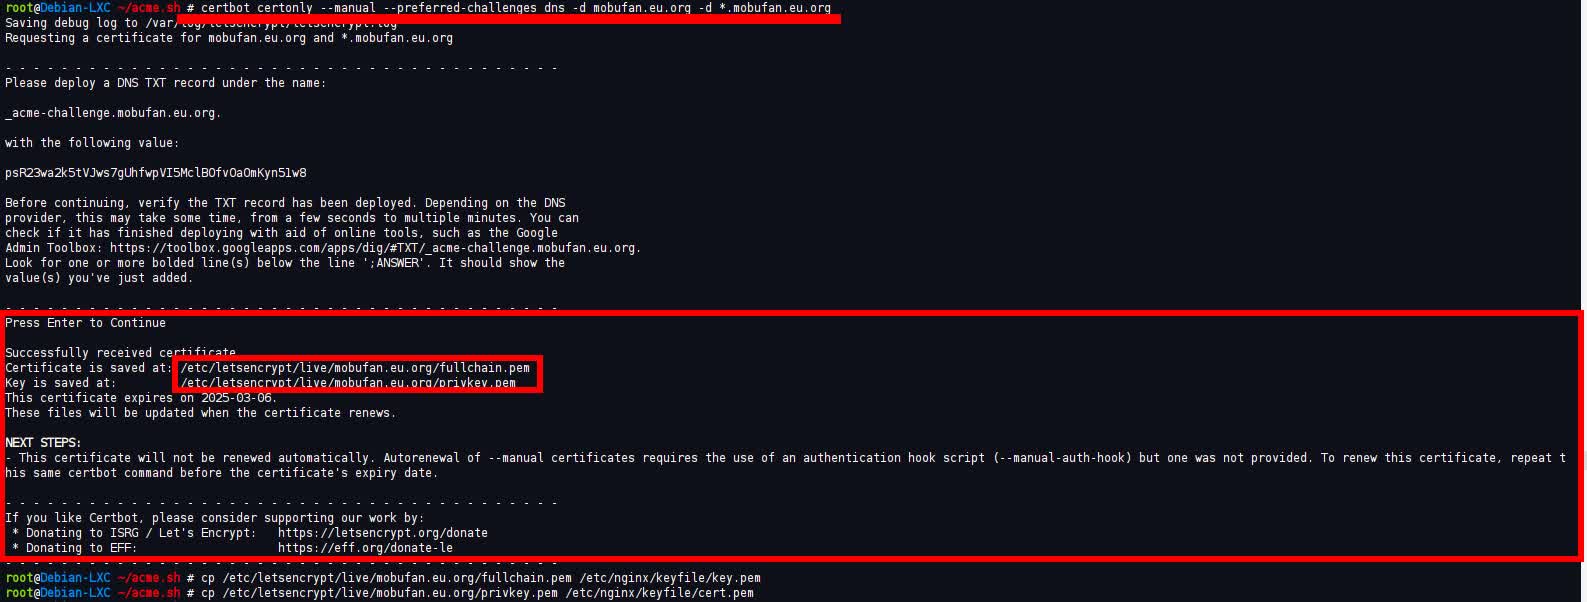 root@Debian-LXC ~/acme.sh # certbot certonly --manual --preferred-challenges dns -d mobufan.eu.org -d *.mobufan.eu.org
Saving debug log to /var/log/letsencrypt/letsencrypt.log
Requesting a certificate for mobufan.eu.org and *.mobufan.eu.org
- - - - - - - - - - - - - - - - - - - - - - - - - - - - - - - - - - - - - - - -
Please deploy a DNS TXT record under the name:
_acme-challenge.mobufan.eu.org.
with the following value:
psR23wa2k5tVJws7gUhfwpVI5MclBOfvOaOmKyn51w8
Before continuing, verify the TXT record has been deployed. Depending on the DNS
provider, this may take some time, from a few seconds to multiple minutes. You can
check if it has finished deploying with aid of online tools, such as the Google
Admin Toolbox: https://toolbox.googleapps.com/apps/dig/#TXT/_acme-challenge.mobufan.eu.org.
Look for one or more bolded line(s) below the line ';ANSWER'. It should show the
value(s) you've just added.
- - - - - - - - - - - - - - - - - - - - - - - - - - - - - - - - - - - - - - - -
Press Enter to Continue
Successfully received certificate
Certificate is saved at: /etc/letsencrypt/live/mobufan.eu.org/fullchain.pem
Key is saved at: /etc/letsencrypt/live/mobufan.eu.org/privkey.pem
This certificate expires on 2025-03-06.
These files will be updated when the certificate renews.
NEXT STEPS:
- This certificate will not be renewed automatically. Autorenewal of --manual certificates requires the use of an authentication hook script (--manual-auth-hook) but one was not provided. To renew this certificate, repeat t
his same certbot command before the certificate's expiry date.
- - - - - - - - - - - - - - - - - - - - - - - - - - - - - - - - - - - - - - - -
If you like Certbot, please consider supporting our work by:
* Donating to ISRG / Let's Encrypt: https://letsencrypt.org/donate
* Donating to EFF: https://eff.org/donate-le
- - - - - - - - - - - - - - - - - - - - - - - - - - - - - - - - - - - - - - - -
root@Debian-LXC ~/acme.sh # cp /etc/letsencrypt/live/mobufan.eu.org/fullchain.pem /etc/nginx/keyfile/key.pem
root@Debian-LXC ~/acme.sh # cp /etc/letsencrypt/live/mobufan.eu.org/privkey.pem /etc/nginx/keyfile/cert.pem